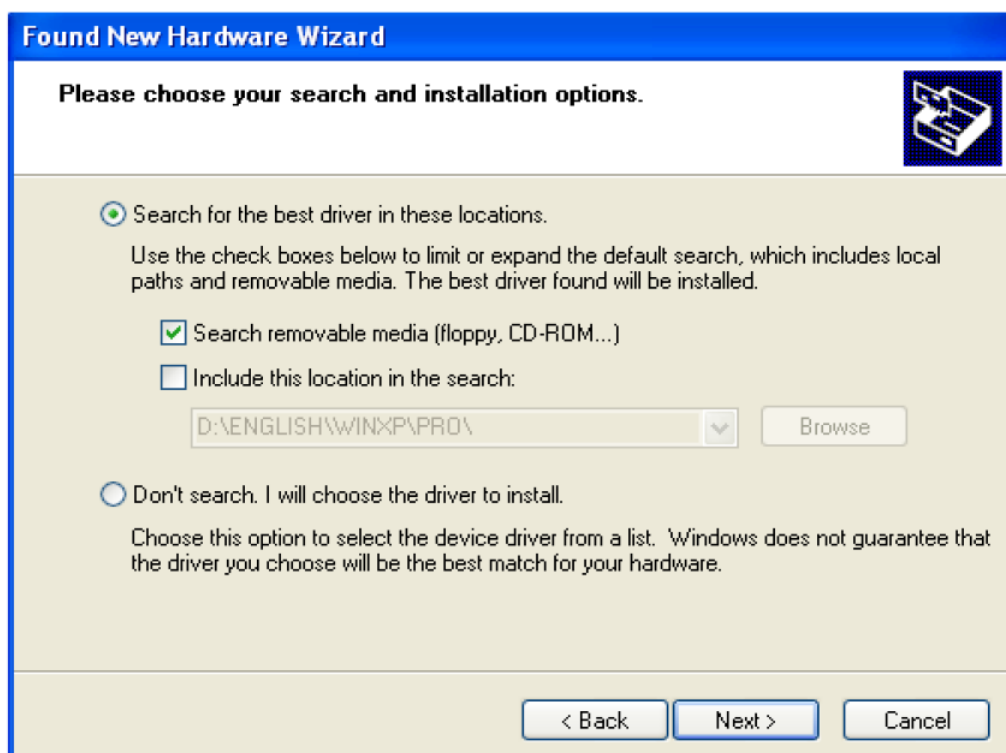 Found New Hardware Wizard
Please choose your search and installation options.
Search for the best driver in these locations.
Use the check boxes below to limit or expand the default search, which includes local
paths and removable media. The best driver found will be installed.
Search removable media (floppy, CD-ROM...)
Include this location in the search:
D:\ENGLISH\WINXP\PRO\
Browse
Don't search. I will choose the driver to install.
Choose this option to select the device driver from a list. Windows does not guarantee that
the driver you choose will be the best match for your hardware.
< Back
Next >
Cancel